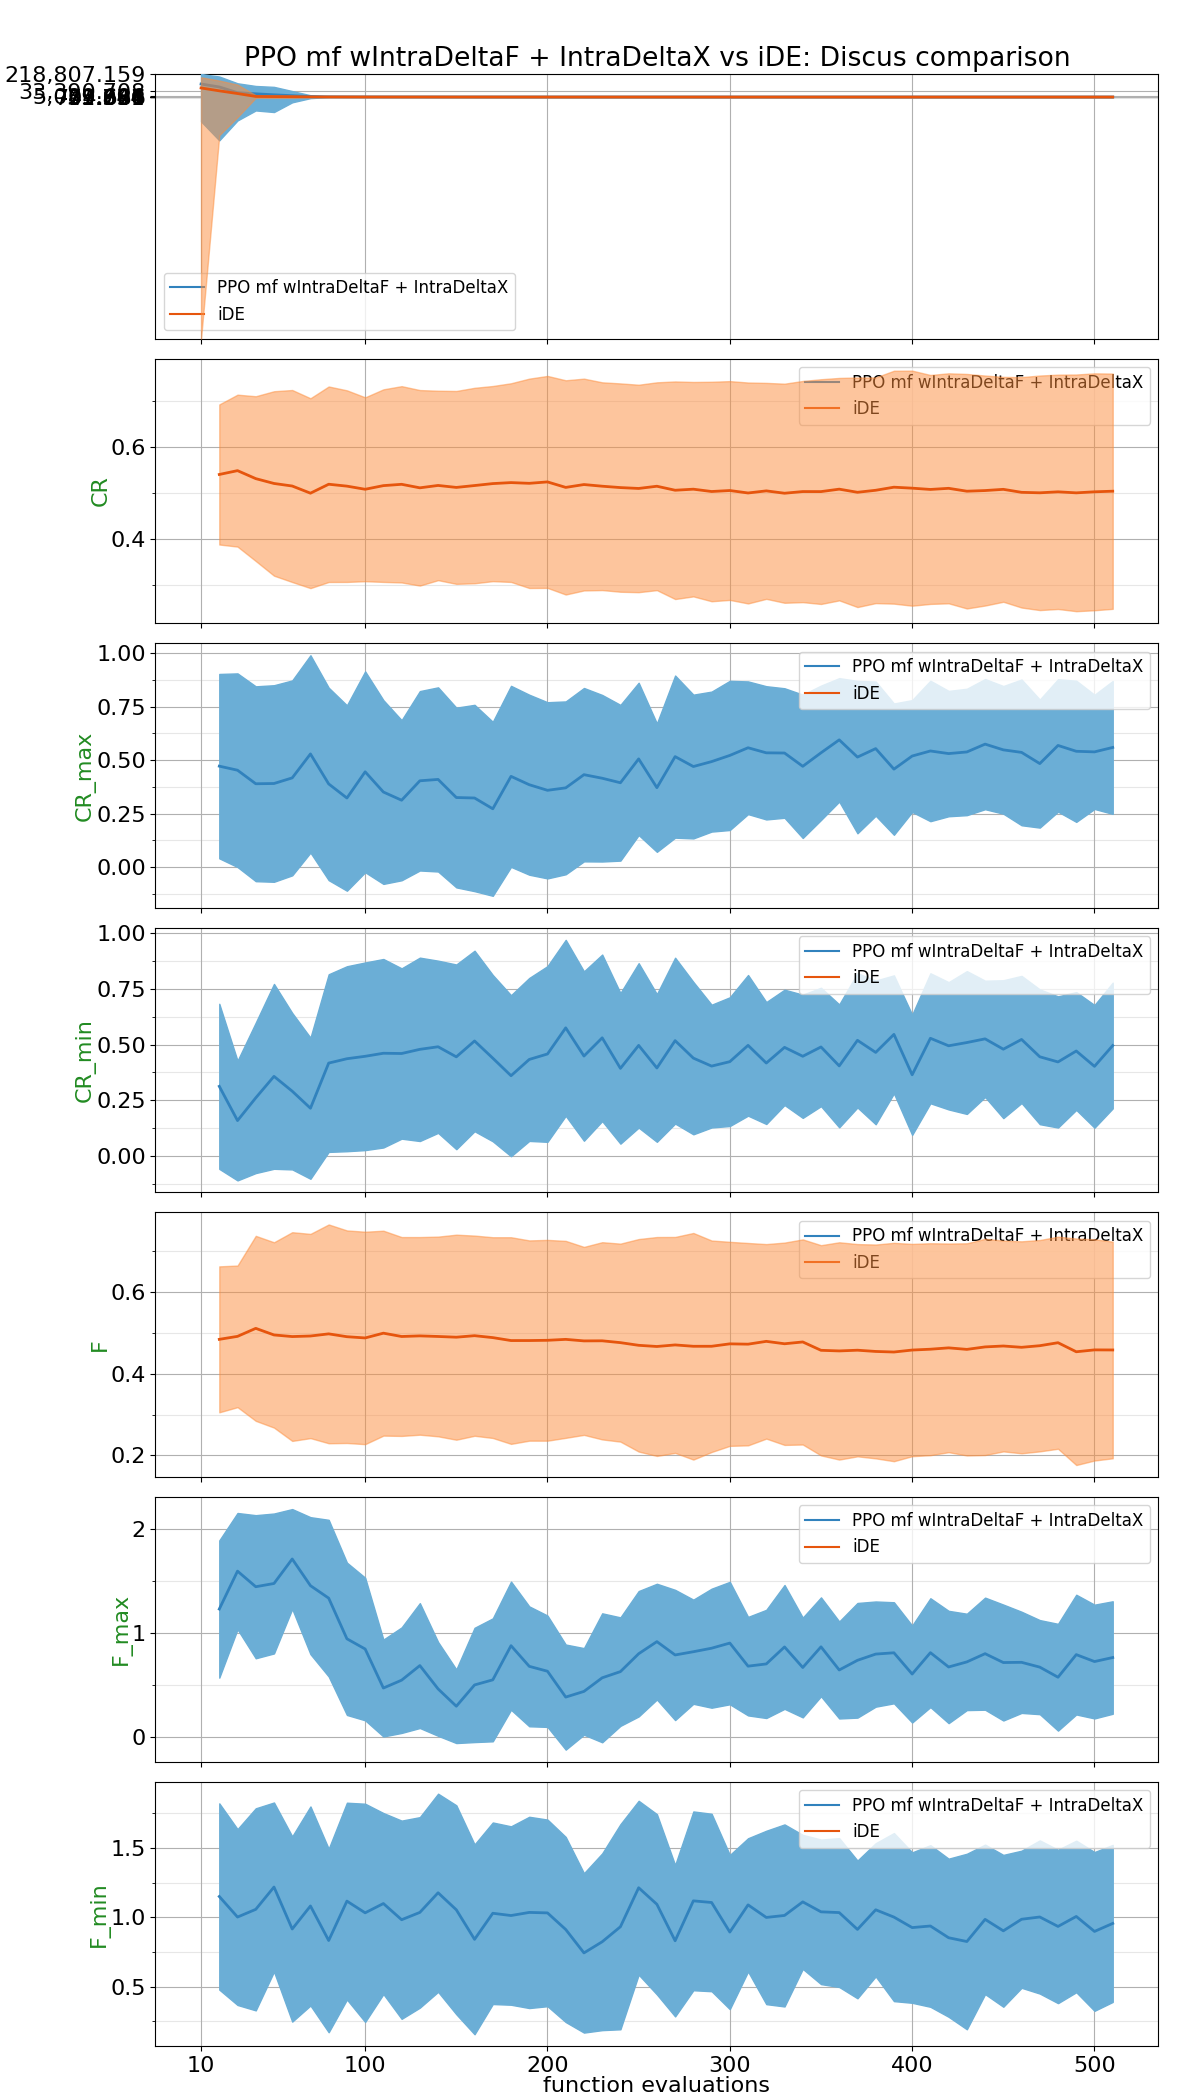 PPO mf wIntraDeltaF + IntraDeltaX vs iDE: Discus comparison
218,807.159
PPO mf wIntraDeltaF + IntraDeltaX
iDE
PPO mf wIntraDeltaF + IntraDeltaX
iDE
0.6
0.4
CR
PPO mf wIntraDeltaF + IntraDeltaX
iDE
1.00
0.75
0.50
0.25
0.00
CR_max
PPO mf wIntraDeltaF + IntraDeltaX
iDE
1.00
0.75
0.50
0.25
0.00
CR_min
PPO mf wIntraDeltaF + IntraDeltaX
iDE
0.6
0.4
0.2
F
PPO mf wIntraDeltaF + IntraDeltaX
iDE
2
1
0
F_max
PPO mf wIntraDeltaF + IntraDeltaX
iDE
1.5
1.0
0.5
F_min
10 100 200 300 400 500
function evaluations